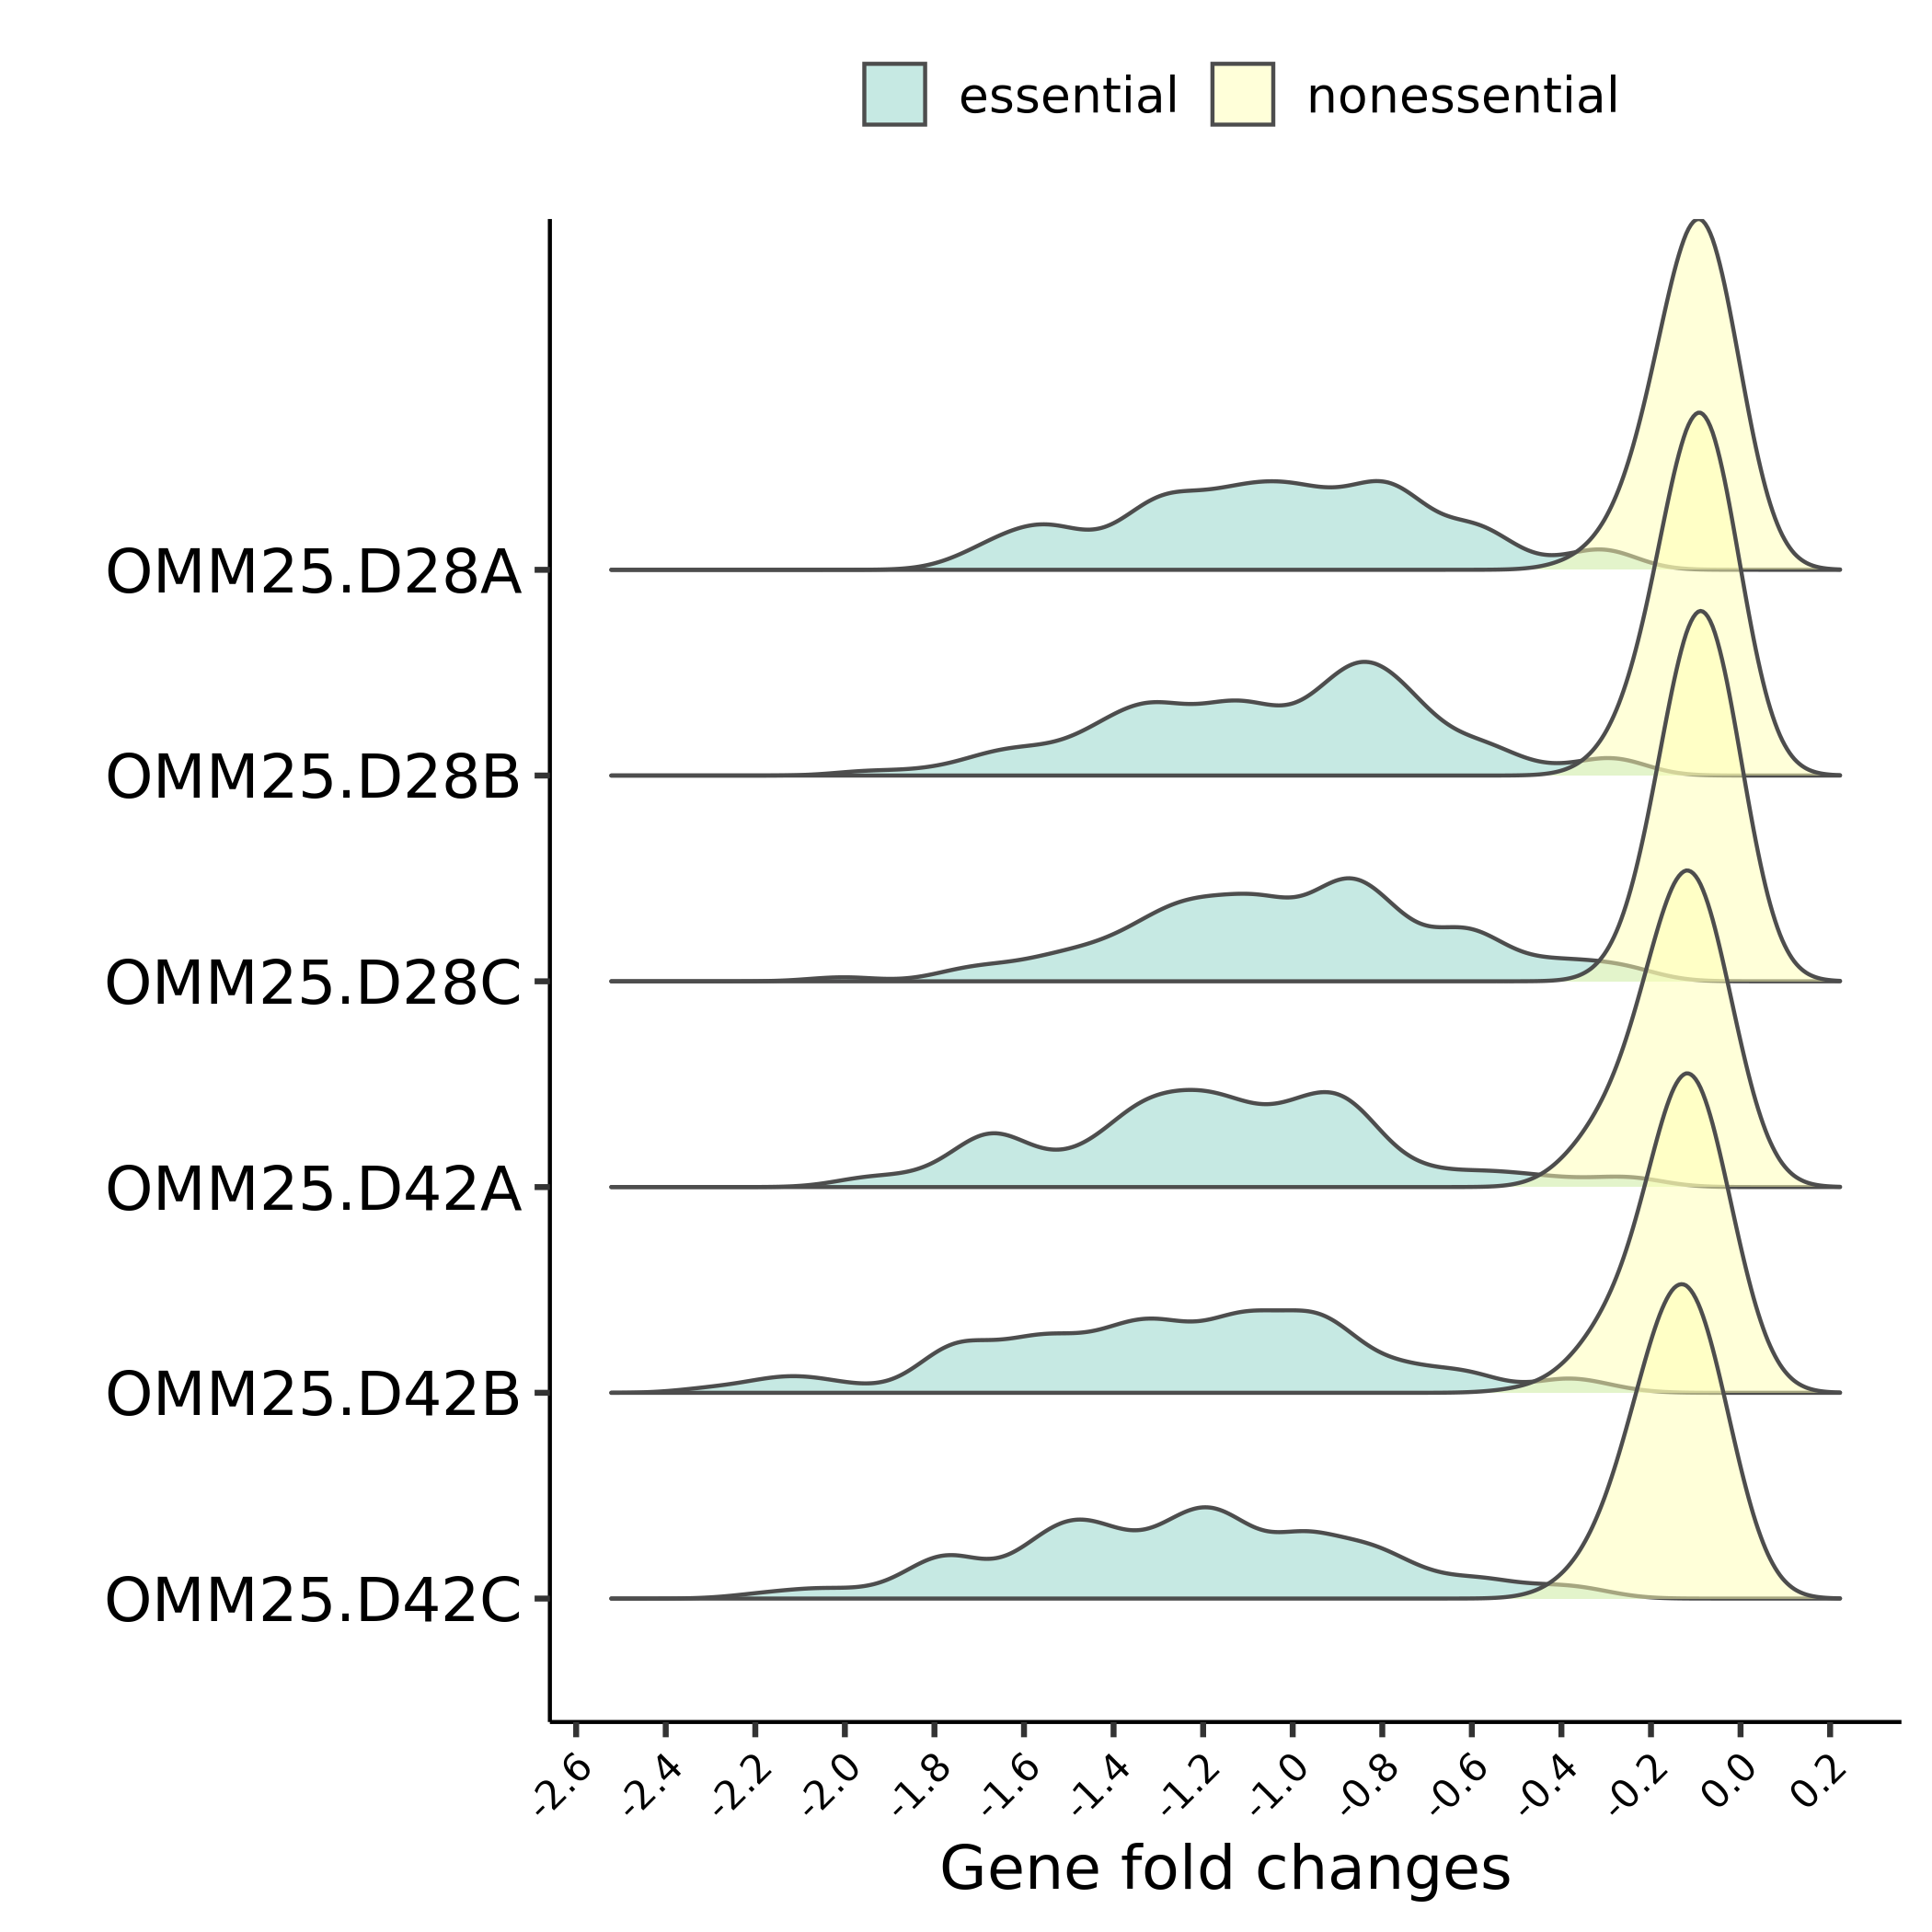 essential nonessential
OMM25.D28A
OMM25.D28B
OMM25.D28C
OMM25.D42A
OMM25.D42B
OMM25.D42C
-2.6 -2.4 -2.2 -2.0 -1.8 -1.6 -1.4 -1.2 -1.0 -0.8 -0.6 -0.4 -0.2 0.0 0.2
Gene fold changes